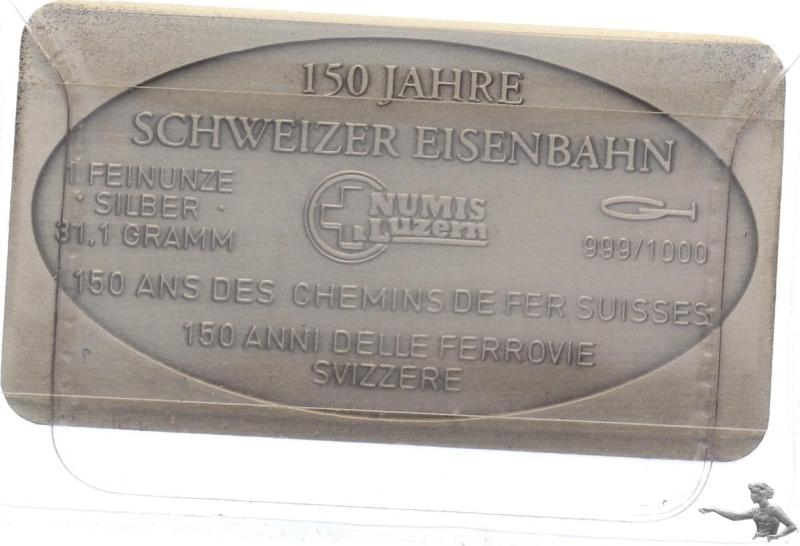 150 JAHRE
SCHWEIZER EISENBAHN
1 FEINUNZE
· SILBER ·
31,1 GRAMM
NUMIS
Luzern
999/1000
150 ANS DES CHEMINS DE FER SUISSES
150 ANNI DELLE FERROVIE
SVIZZERE